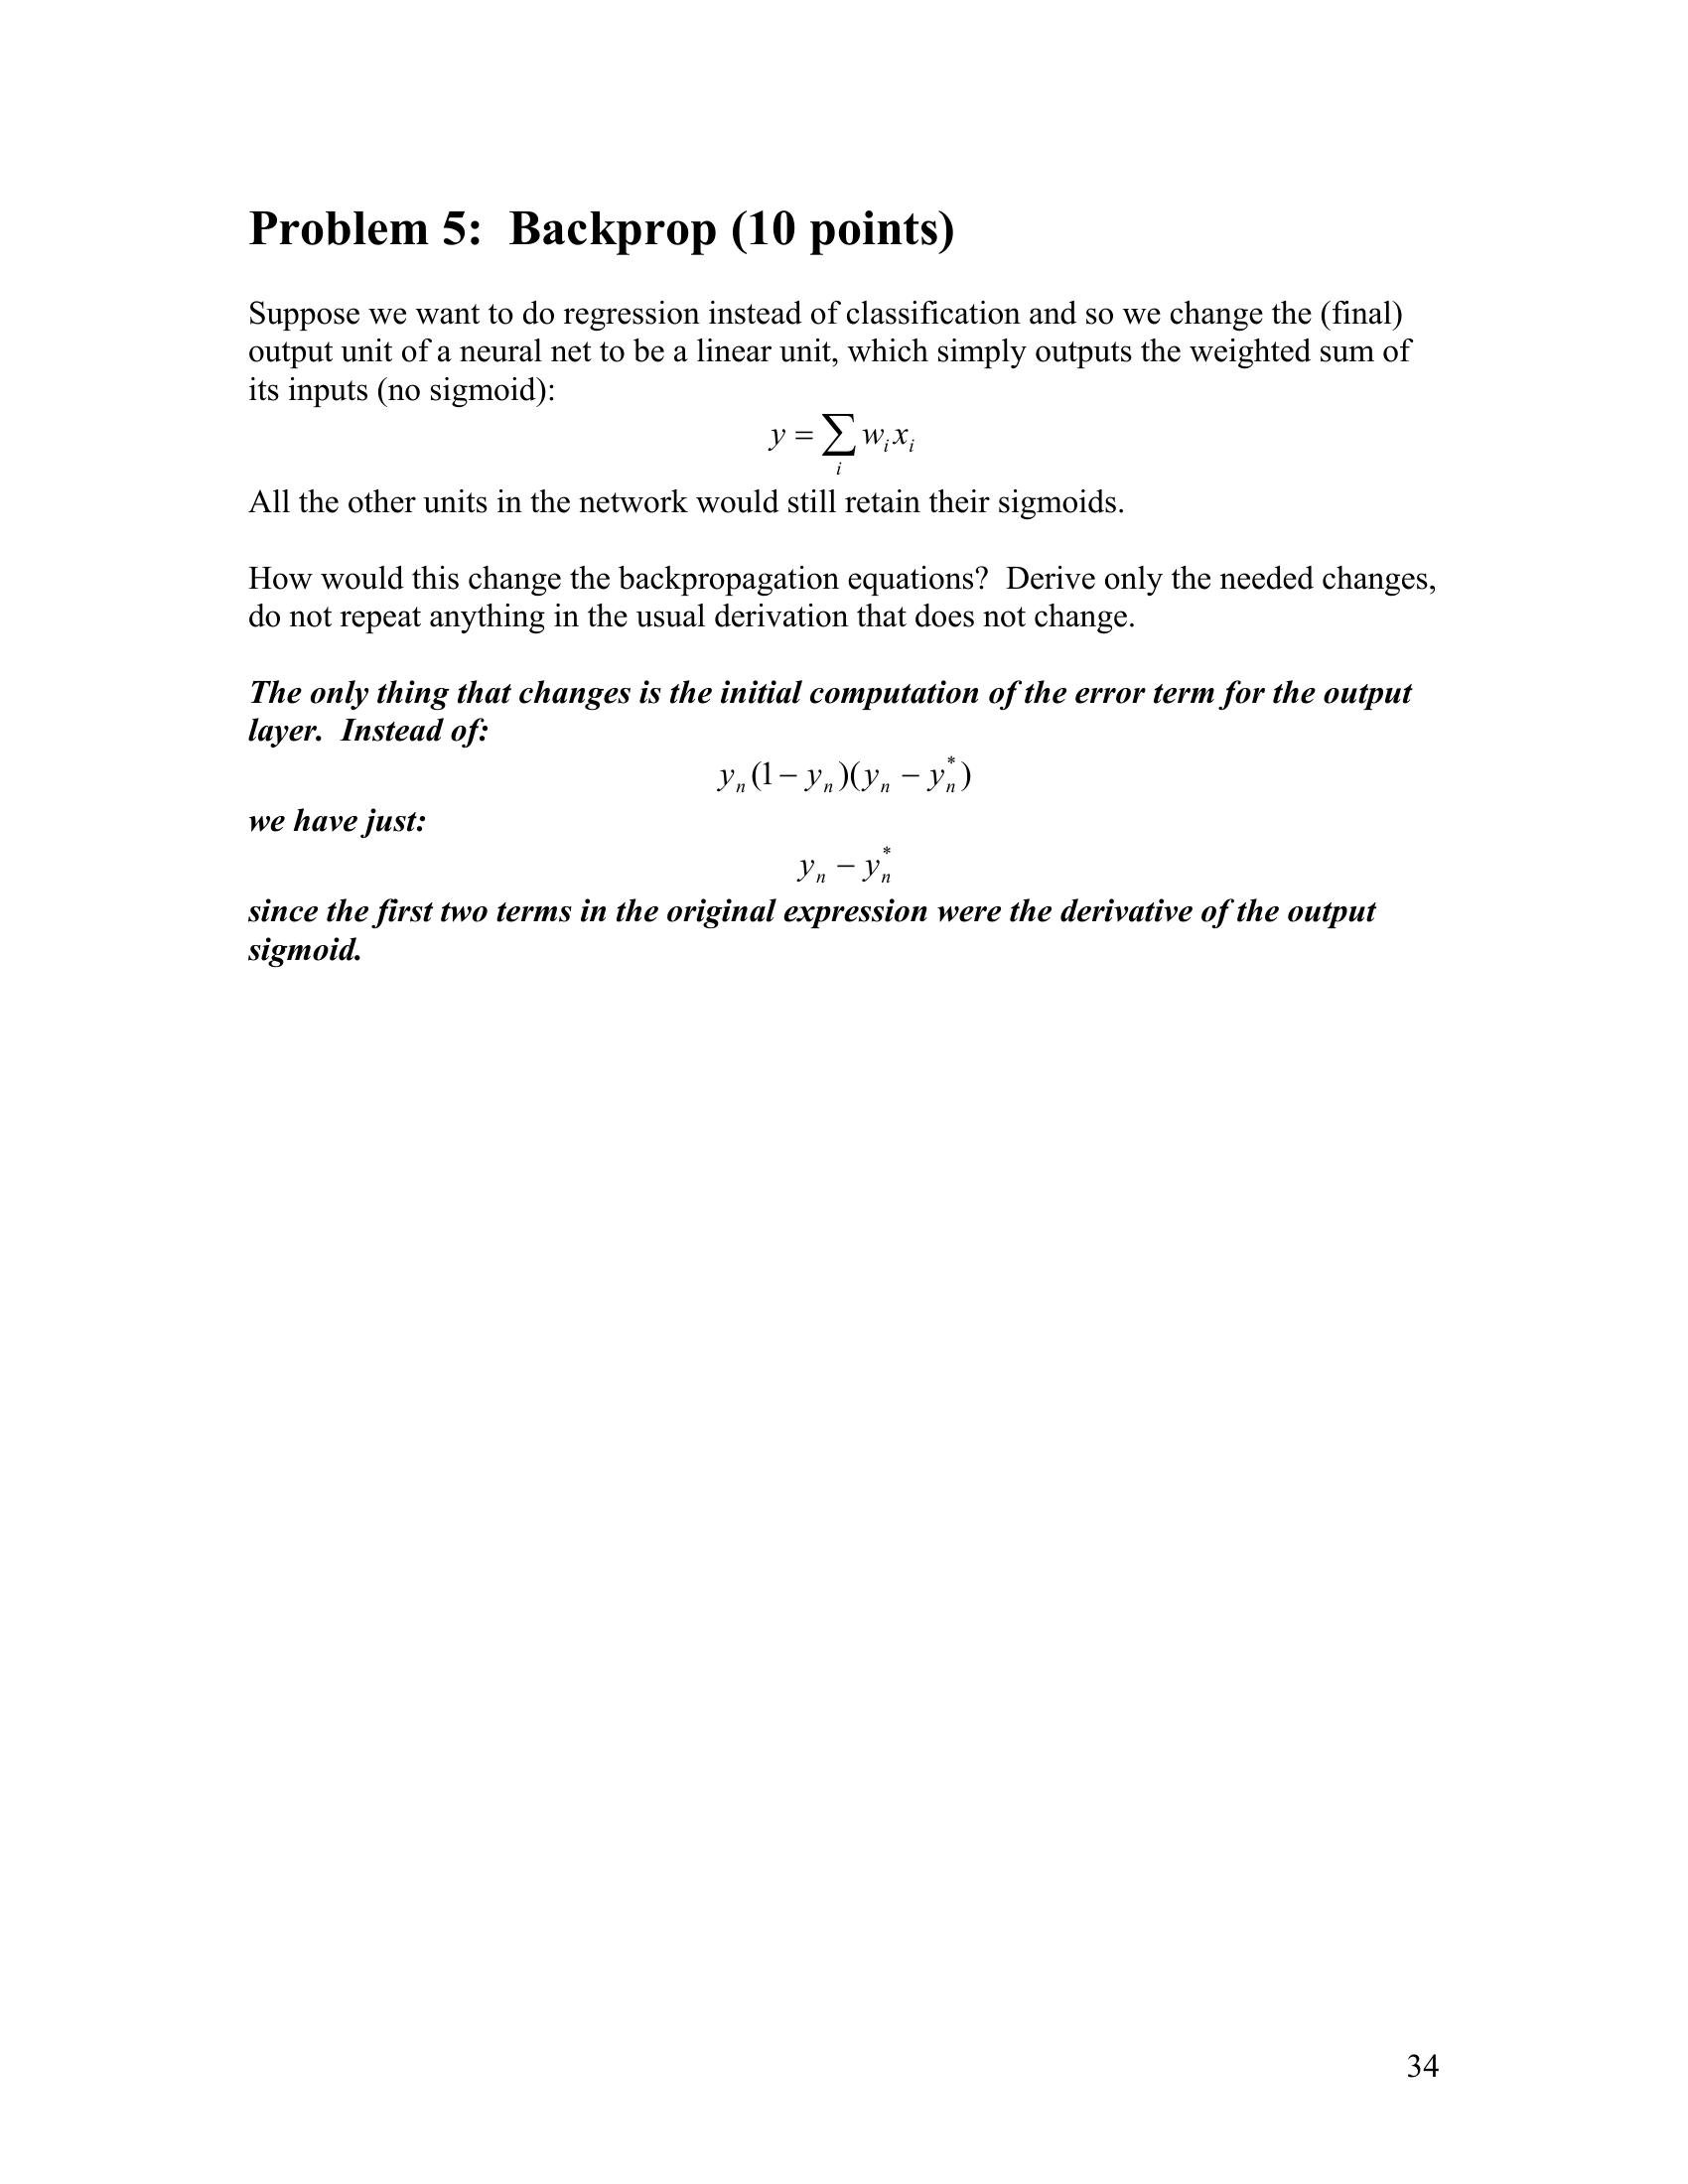 Problem 5:  Backprop (10 points)
Suppose we want to do regression instead of classification and so we change the (final)
output unit of a neural net to be a linear unit, which simply outputs the weighted sum of
its inputs (no sigmoid):
$y = \sum_{i} w_i x_i$
All the other units in the network would still retain their sigmoids.
How would this change the backpropagation equations?  Derive only the needed changes,
do not repeat anything in the usual derivation that does not change.
The only thing that changes is the initial computation of the error term for the output
layer.  Instead of:
$y_n(1 - y_n)(y_n - y_n^*)$
we have just:
$y_n - y_n^*$
since the first two terms in the original expression were the derivative of the output
sigmoid.
34